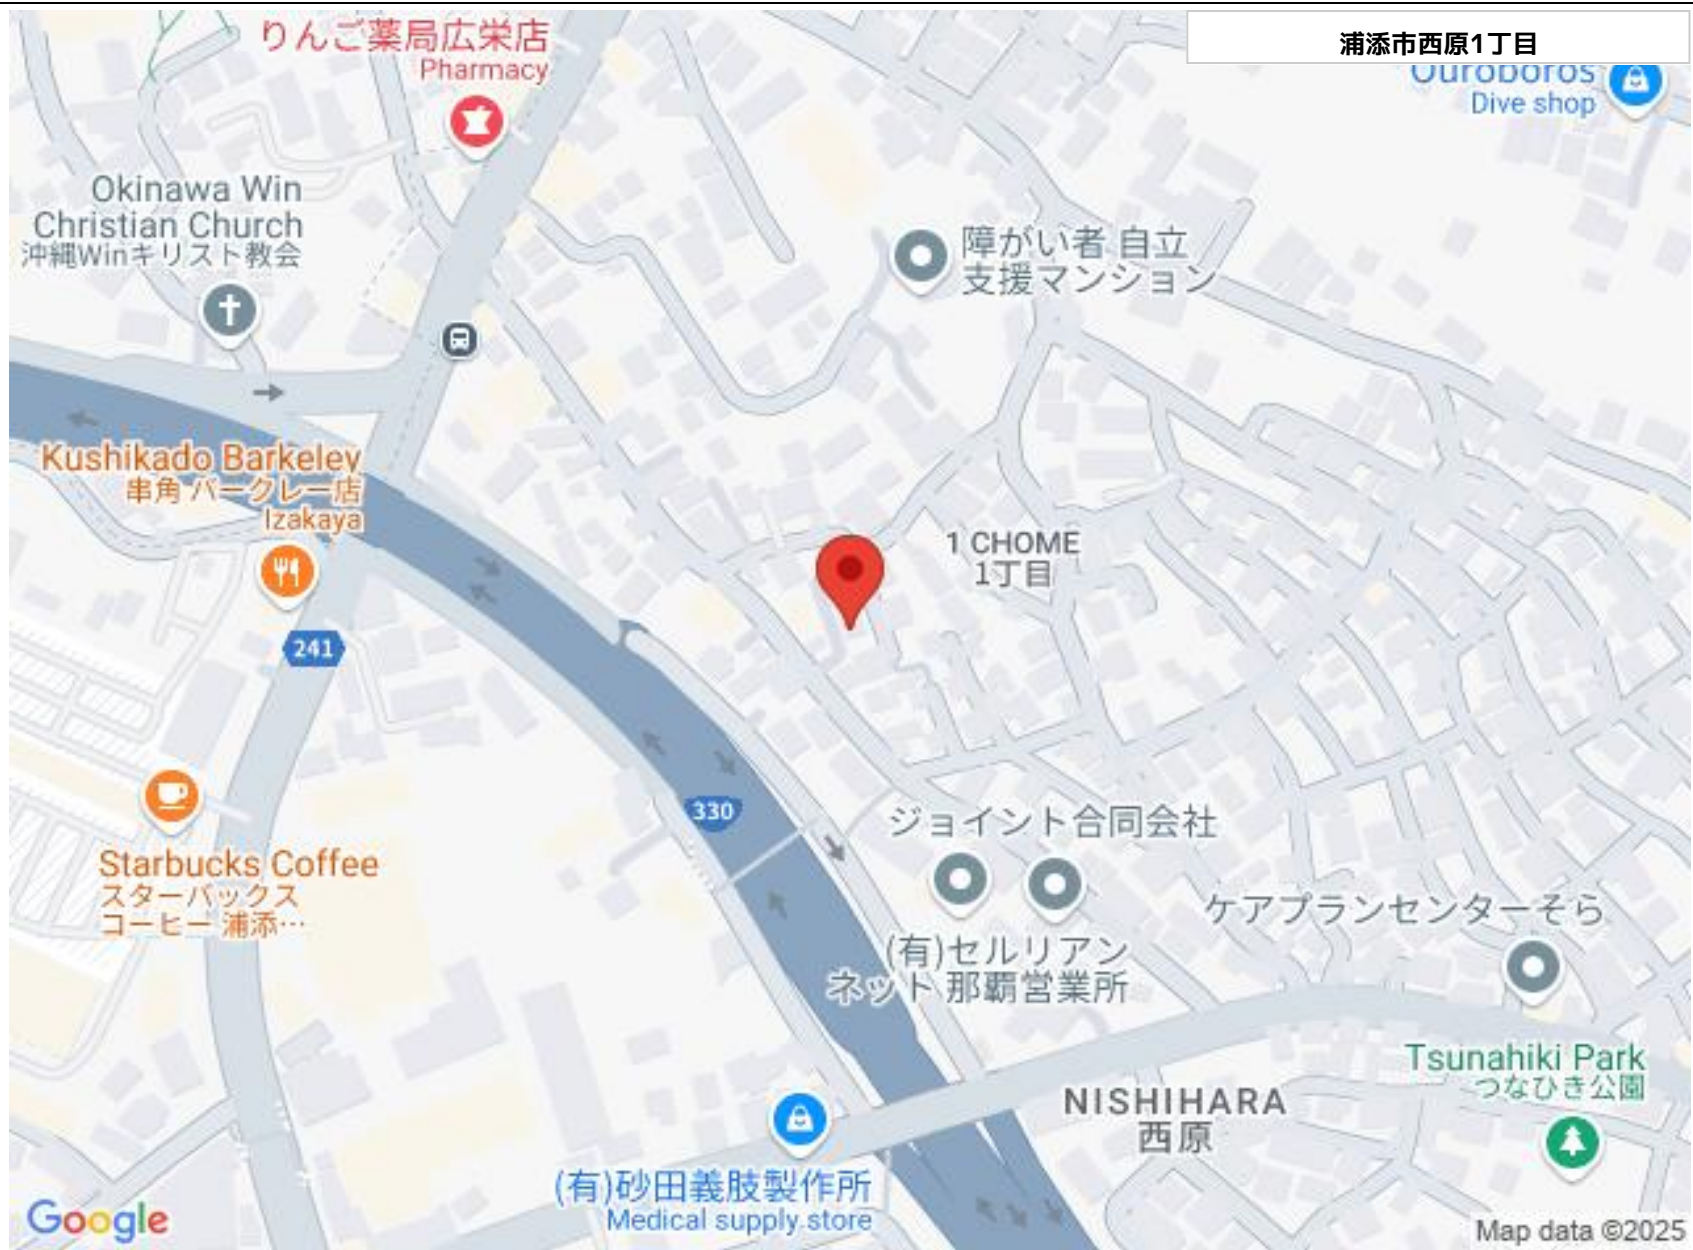 浦添市西原1丁目
りんご薬局広栄店
Pharmacy
Ouroboros
Dive shop
Okinawa Win
Christian Church
沖縄Winキリスト教会
障がい者 自立
支援マンション
Kushikado Barkeley
串角 バークレー店
Izakaya
1 CHOME
1丁目
241
330
Starbucks Coffee
スターバックス
コーヒー 浦添…
ジョイント合同会社
(有)セルリアン
ネット 那覇営業所
ケアプランセンターそら
Tsunahiki Park
つなひき公園
NISHIHARA
西原
(有)砂田義肢製作所
Medical supply store
Google
Map data ©2025